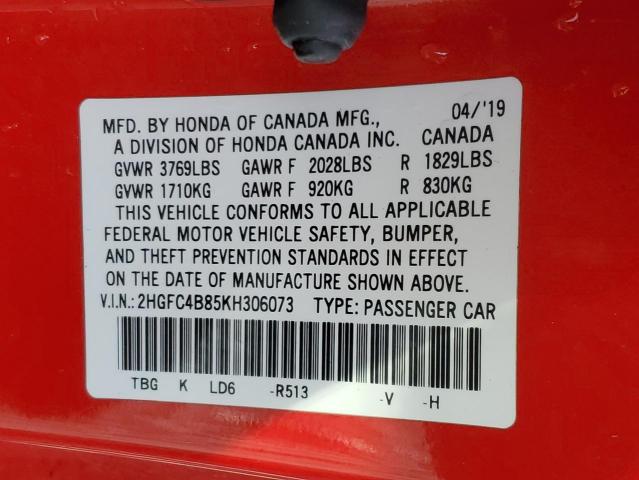 MFD. BY HONDA OF CANADA MFG., 04/'19
A DIVISION OF HONDA CANADA INC. CANADA
GVWR 3769LBS GAWR F 2028LBS R 1829LBS
GVWR 1710KG GAWR F 920KG R 830KG
THIS VEHICLE CONFORMS TO ALL APPLICABLE
FEDERAL MOTOR VEHICLE SAFETY, BUMPER,
AND THEFT PREVENTION STANDARDS IN EFFECT
ON THE DATE OF MANUFACTURE SHOWN ABOVE.
V.I.N.: 2HGFC4B85KH306073 TYPE: PASSENGER CAR
TBG K LD6 -R513 -V -H